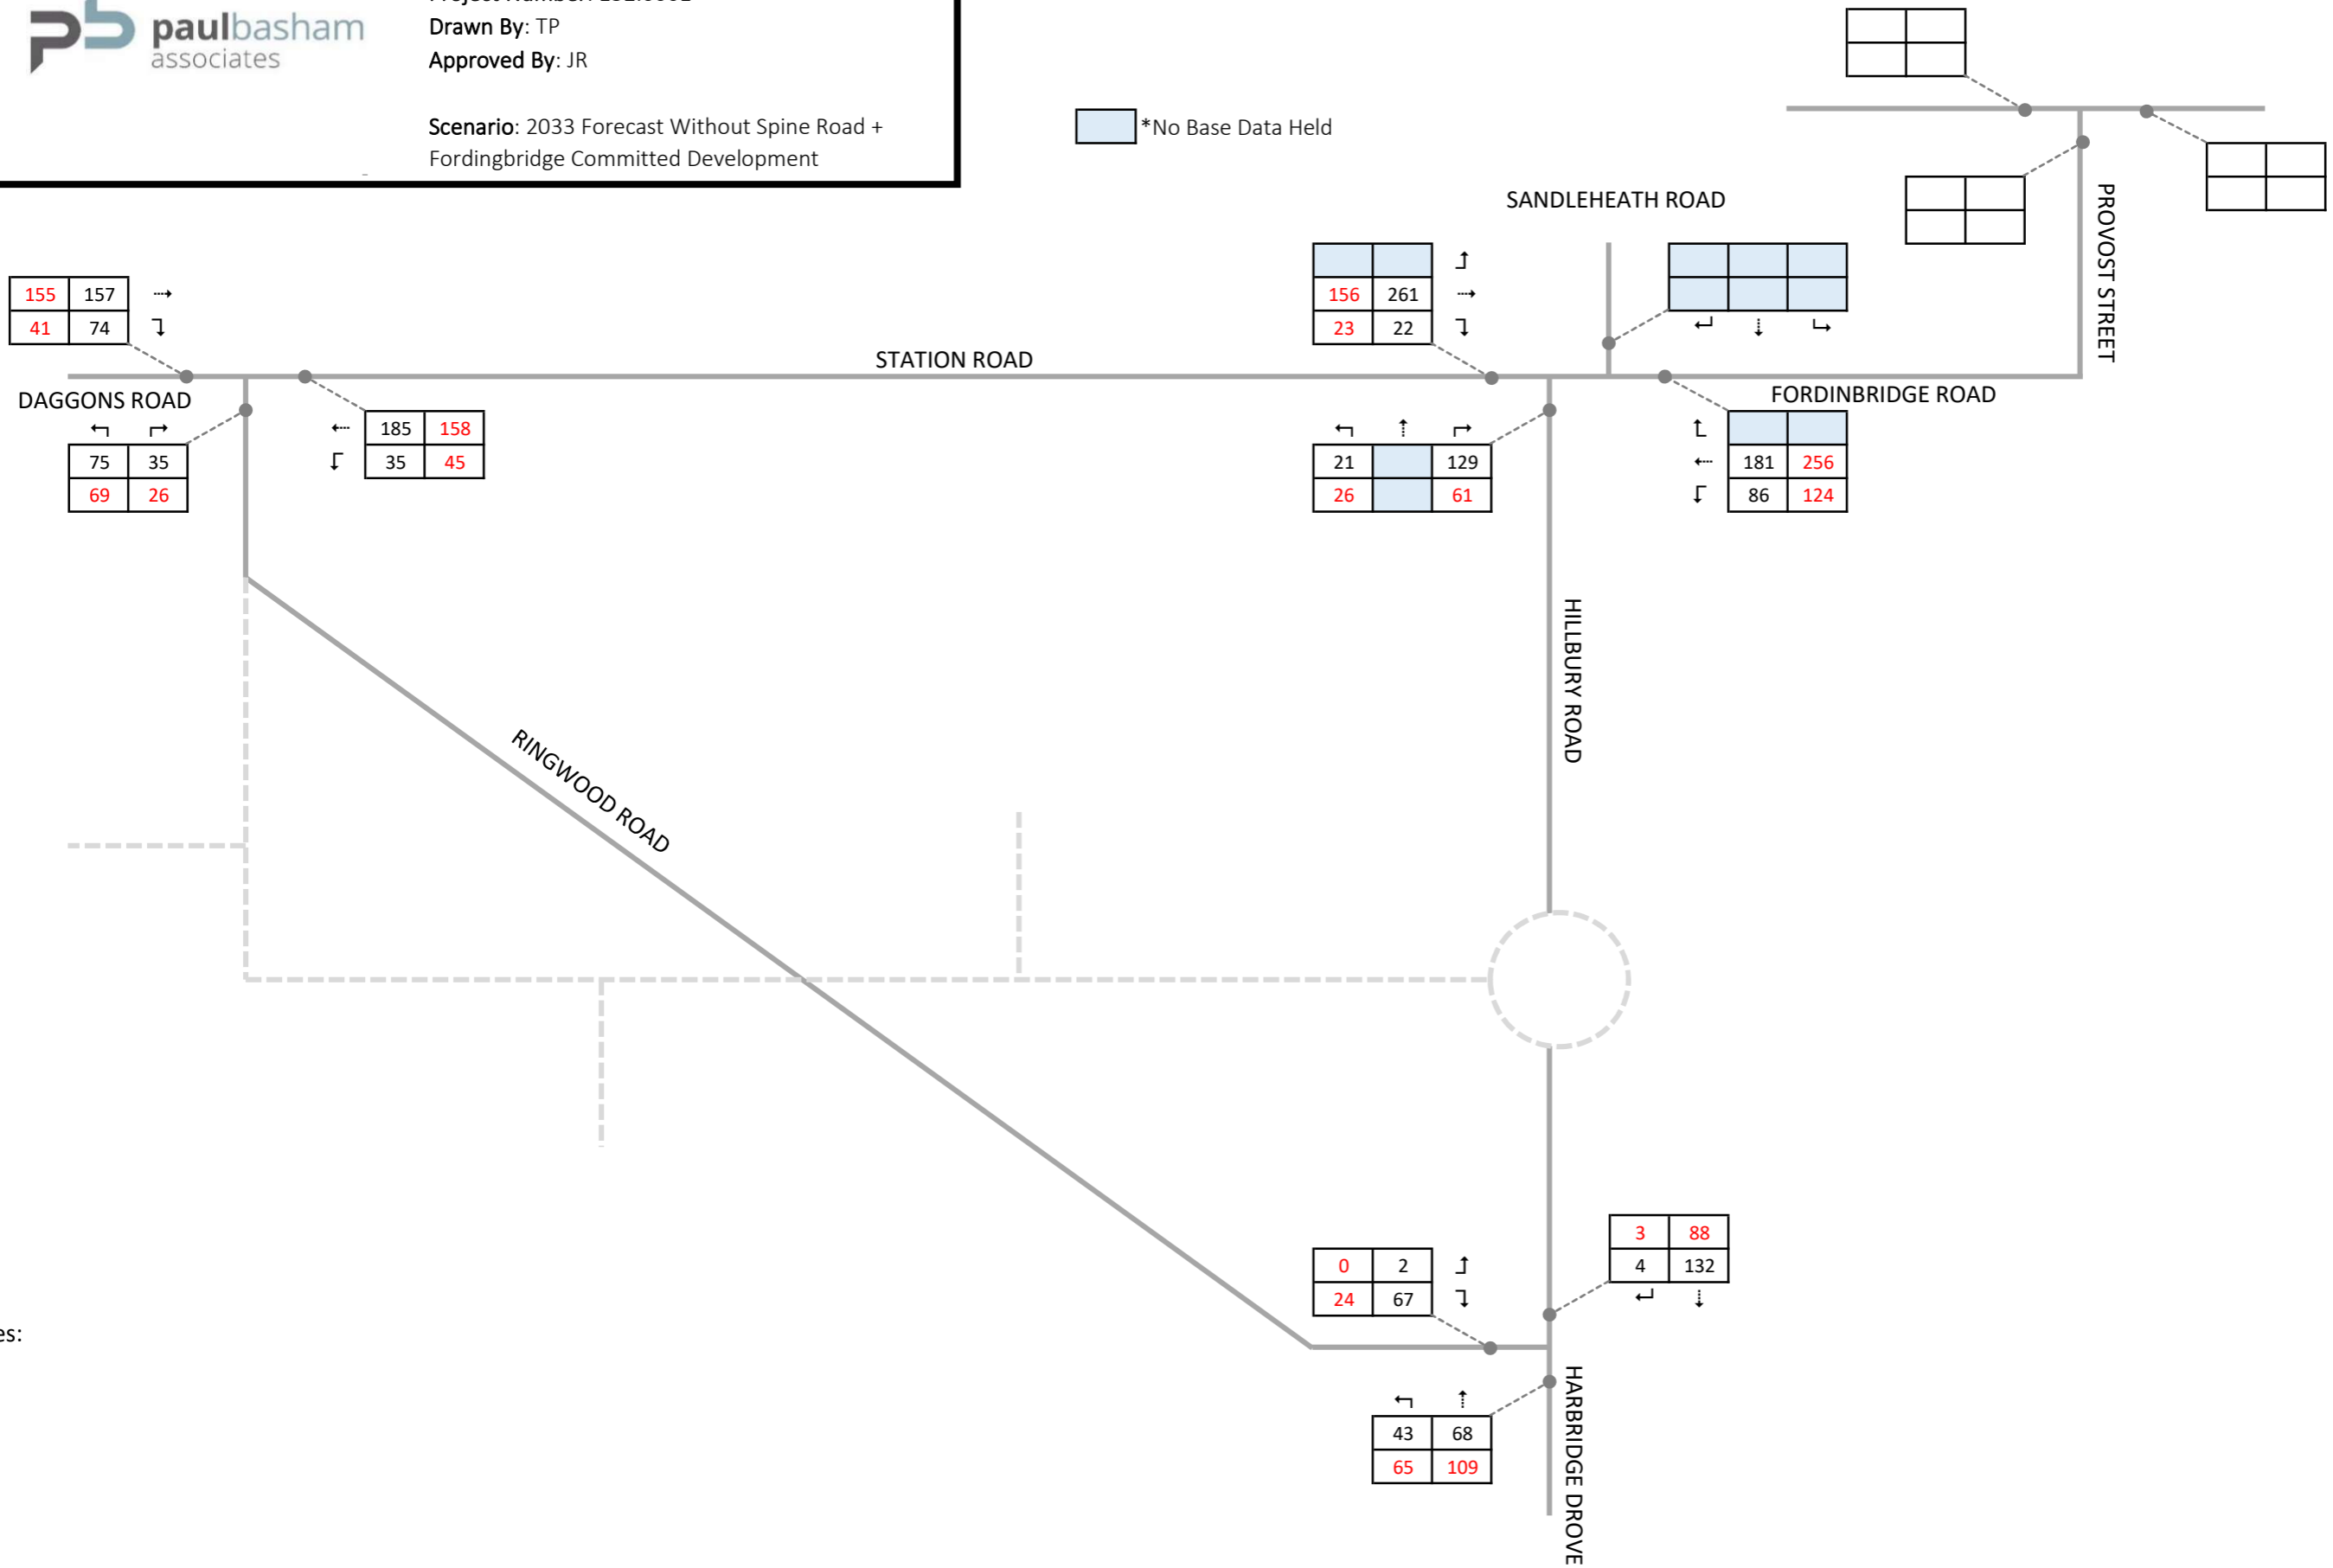 paulbasham
associates
Drawn By: TP
Approved By: JR
Scenario: 2033 Forecast Without Spine Road +
Fordingbridge Committed Development
*No Base Data Held
SANDLEHEATH ROAD
PROVOST STREET
155 157
41 74
156 261
23 22
STATION ROAD
DAGGONS ROAD
FORDINBRIDGE ROAD
75 35
69 26
185 158
35 45
21 129
26 61
181 256
86 124
HILLBURY ROAD
RINGWOOD ROAD
3 88
4 132
0 2
24 67
es:
HARBRIDGE DROVE
43 68
65 109